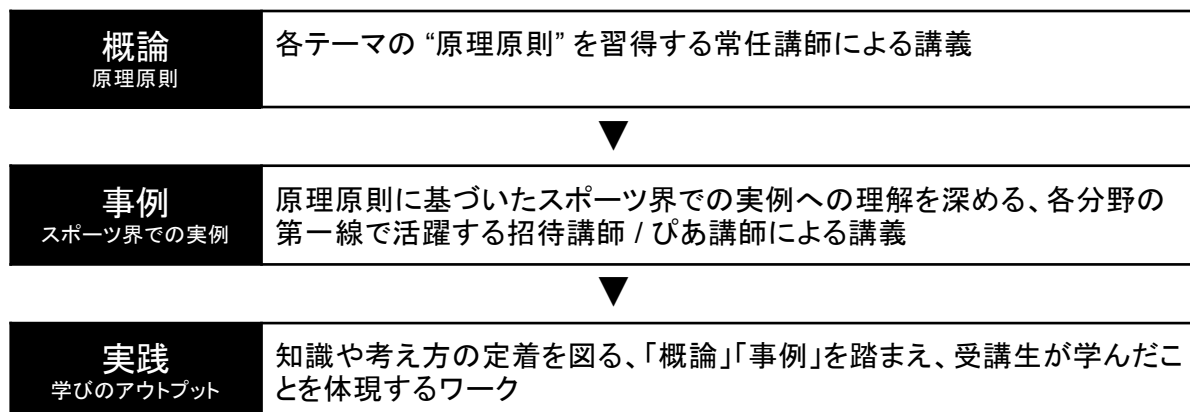 概論
原理原則
各テーマの “原理原則” を習得する常任講師による講義
▼
事例
スポーツ界での実例
原理原則に基づいたスポーツ界での実例への理解を深める、各分野の
第一線で活躍する招待講師 / ぴあ講師による講義
▼
実践
学びのアウトプット
知識や考え方の定着を図る、「概論」「事例」を踏まえ、受講生が学んだこ
とを体現するワーク